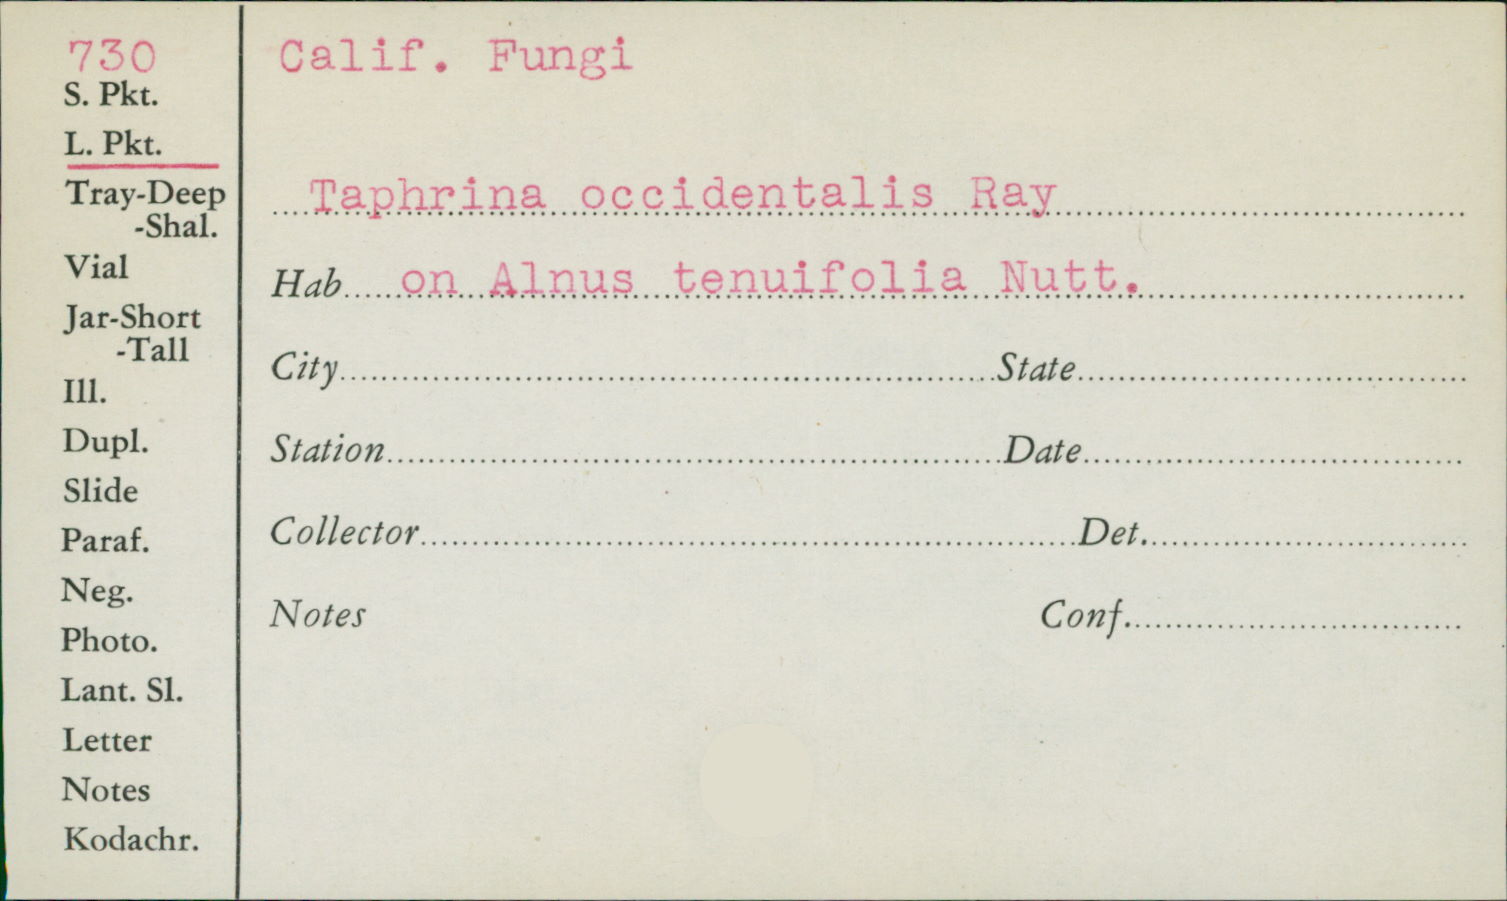 730
S. Pkt.
L. Pkt.
Tray-Deep
-Shal.
Vial
Jar-Short
-Tall
Ill.
Dupl.
Slide
Paraf.
Neg.
Photo.
Lant. Sl.
Letter
Notes
Kodachr.
Calif. Fungi
Taphrina occidentalis Ray
Hab. on Alnus tenuifolia Nutt.
City State
Station Date
Collector Det.
Notes Conf.